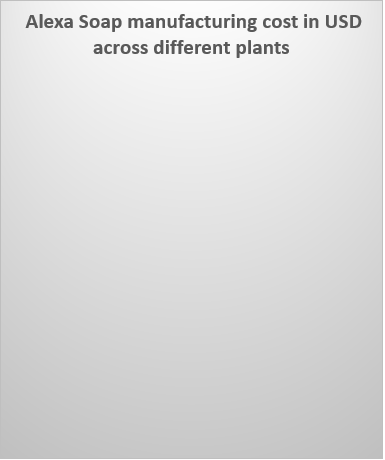 Alexa Soap manufacturing cost in USD
across different plants